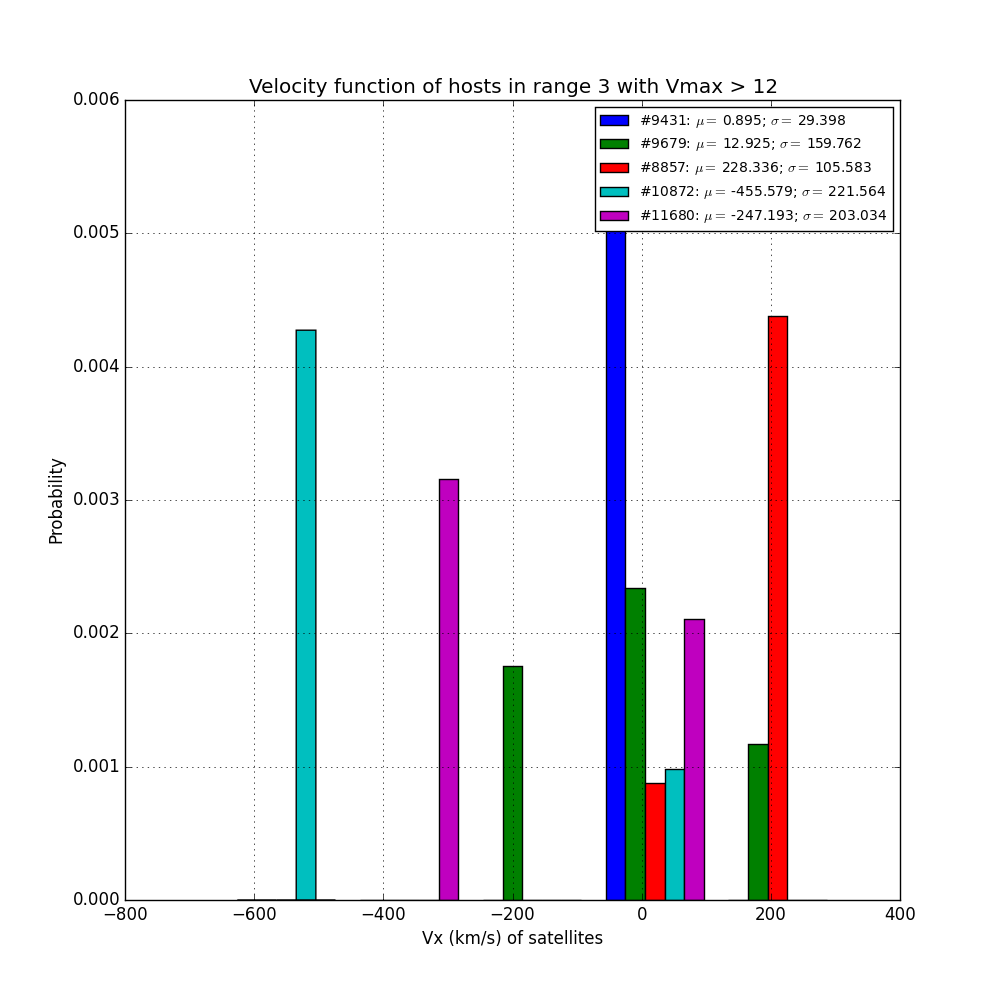 Velocity function of hosts in range 3 with Vmax > 12
0.006
#9431: μ= 0.895; σ= 29.398
#9679: μ= 12.925; σ= 159.762
#8857: μ= 228.336; σ= 105.583
#10872: μ= -455.579; σ= 221.564
#11680: μ= -247.193; σ= 203.034
0.005
0.004
0.003
0.002
0.001
0.000
Probability
−800 −600 −400 −200 0 200 400
Vx (km/s) of satellites